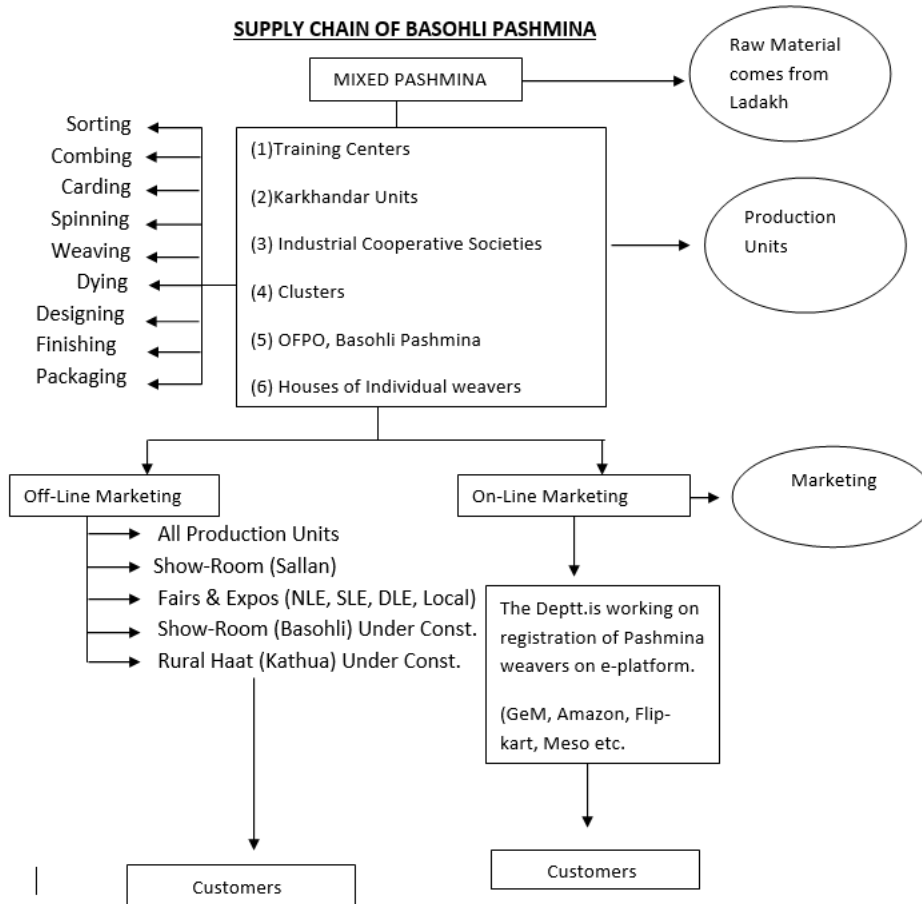 SUPPLY CHAIN OF BASOHLI PASHMINA
MIXED PASHMINA
Raw Material
comes from
Ladakh
Sorting
Combing
Carding
Spinning
Weaving
Dying
Designing
Finishing
Packaging
(1)Training Centers
(2)Karkhandar Units
(3) Industrial Cooperative Societies
(4) Clusters
(5) OFPO, Basohli Pashmina
(6) Houses of Individual weavers
Production
Units
Off-Line Marketing
On-Line Marketing
Marketing
All Production Units
Show-Room (Sallan)
Fairs & Expos (NLE, SLE, DLE, Local)
Show-Room (Basohli) Under Const.
Rural Haat (Kathua) Under Const.
The Deptt.is working on
registration of Pashmina
weavers on e-platform.
(GeM, Amazon, Flip-
kart, Meso etc.
Customers
Customers